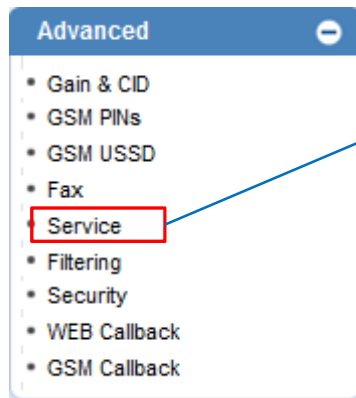 Advanced
Gain & CID
GSM PINs
GSM USSD
Fax
Service
Filtering
Security
WEB Callback
GSM Callback